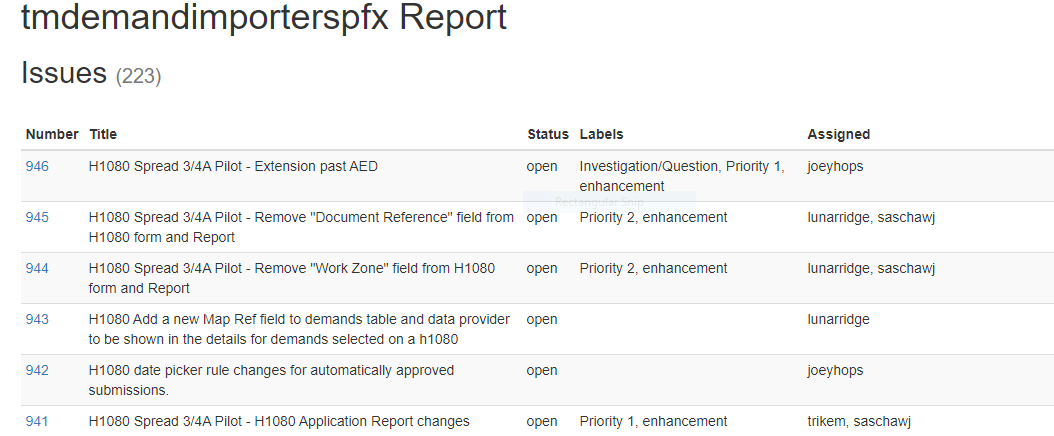 tmdemandimporterspfx Report
Issues (223)
Number Title Status Labels Assigned
946 H1080 Spread 3/4A Pilot - Extension past AED open Investigation/Question, Priority 1, joeyhops
enhancement
Rectangular Snip
945 H1080 Spread 3/4A Pilot - Remove "Document Reference" field from open Priority 2, enhancement lunarridge, saschawj
H1080 form and Report
944 H1080 Spread 3/4A Pilot - Remove "Work Zone" field from H1080 open Priority 2, enhancement lunarridge, saschawj
form and Report
943 H1080 Add a new Map Ref field to demands table and data provider open lunarridge
to be shown in the details for demands selected on a h1080
942 H1080 date picker rule changes for automatically approved open joeyhops
submissions.
941 H1080 Spread 3/4A Pilot - H1080 Application Report changes open Priority 1, enhancement trikem, saschawj